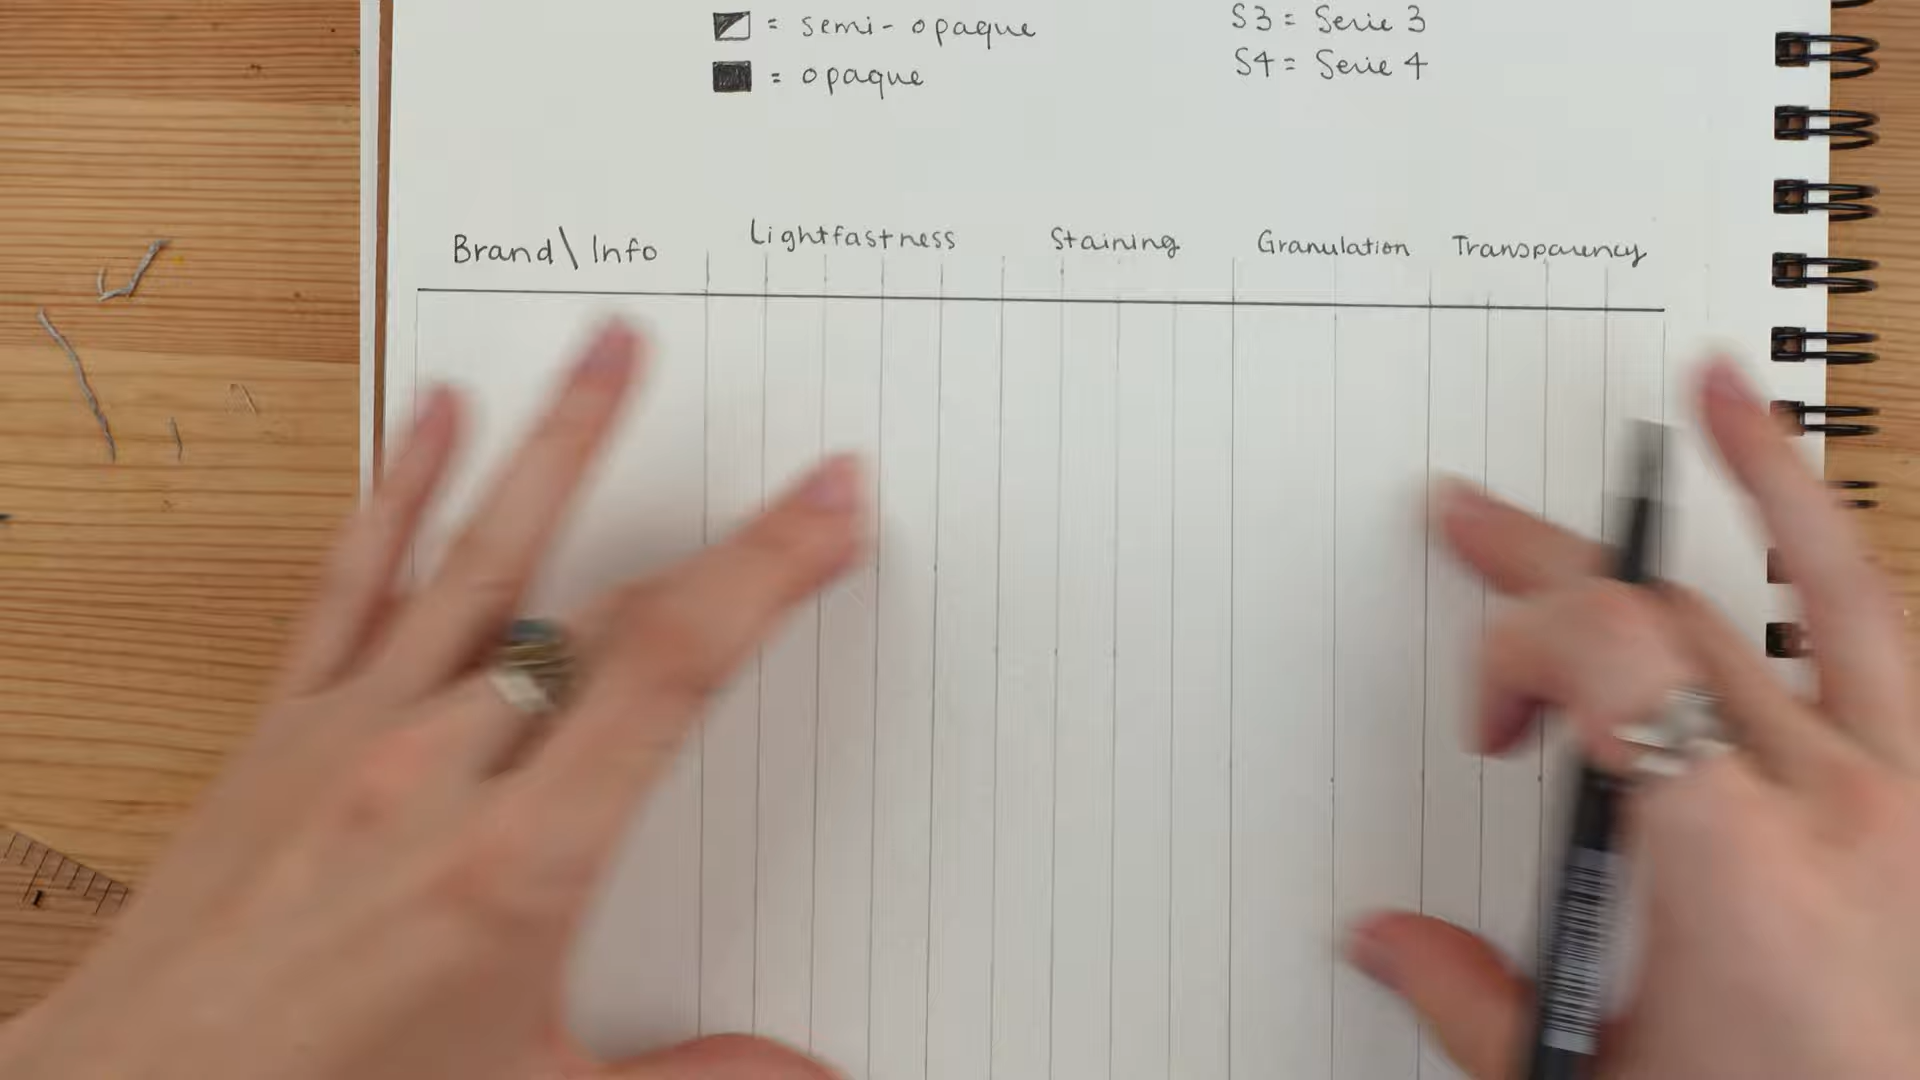 = semi-opaque
= opaque
S3 = Serie 3
S4 = Serie 4
Brand\Info
Lightfastness
Staining
Granulation
Transparency